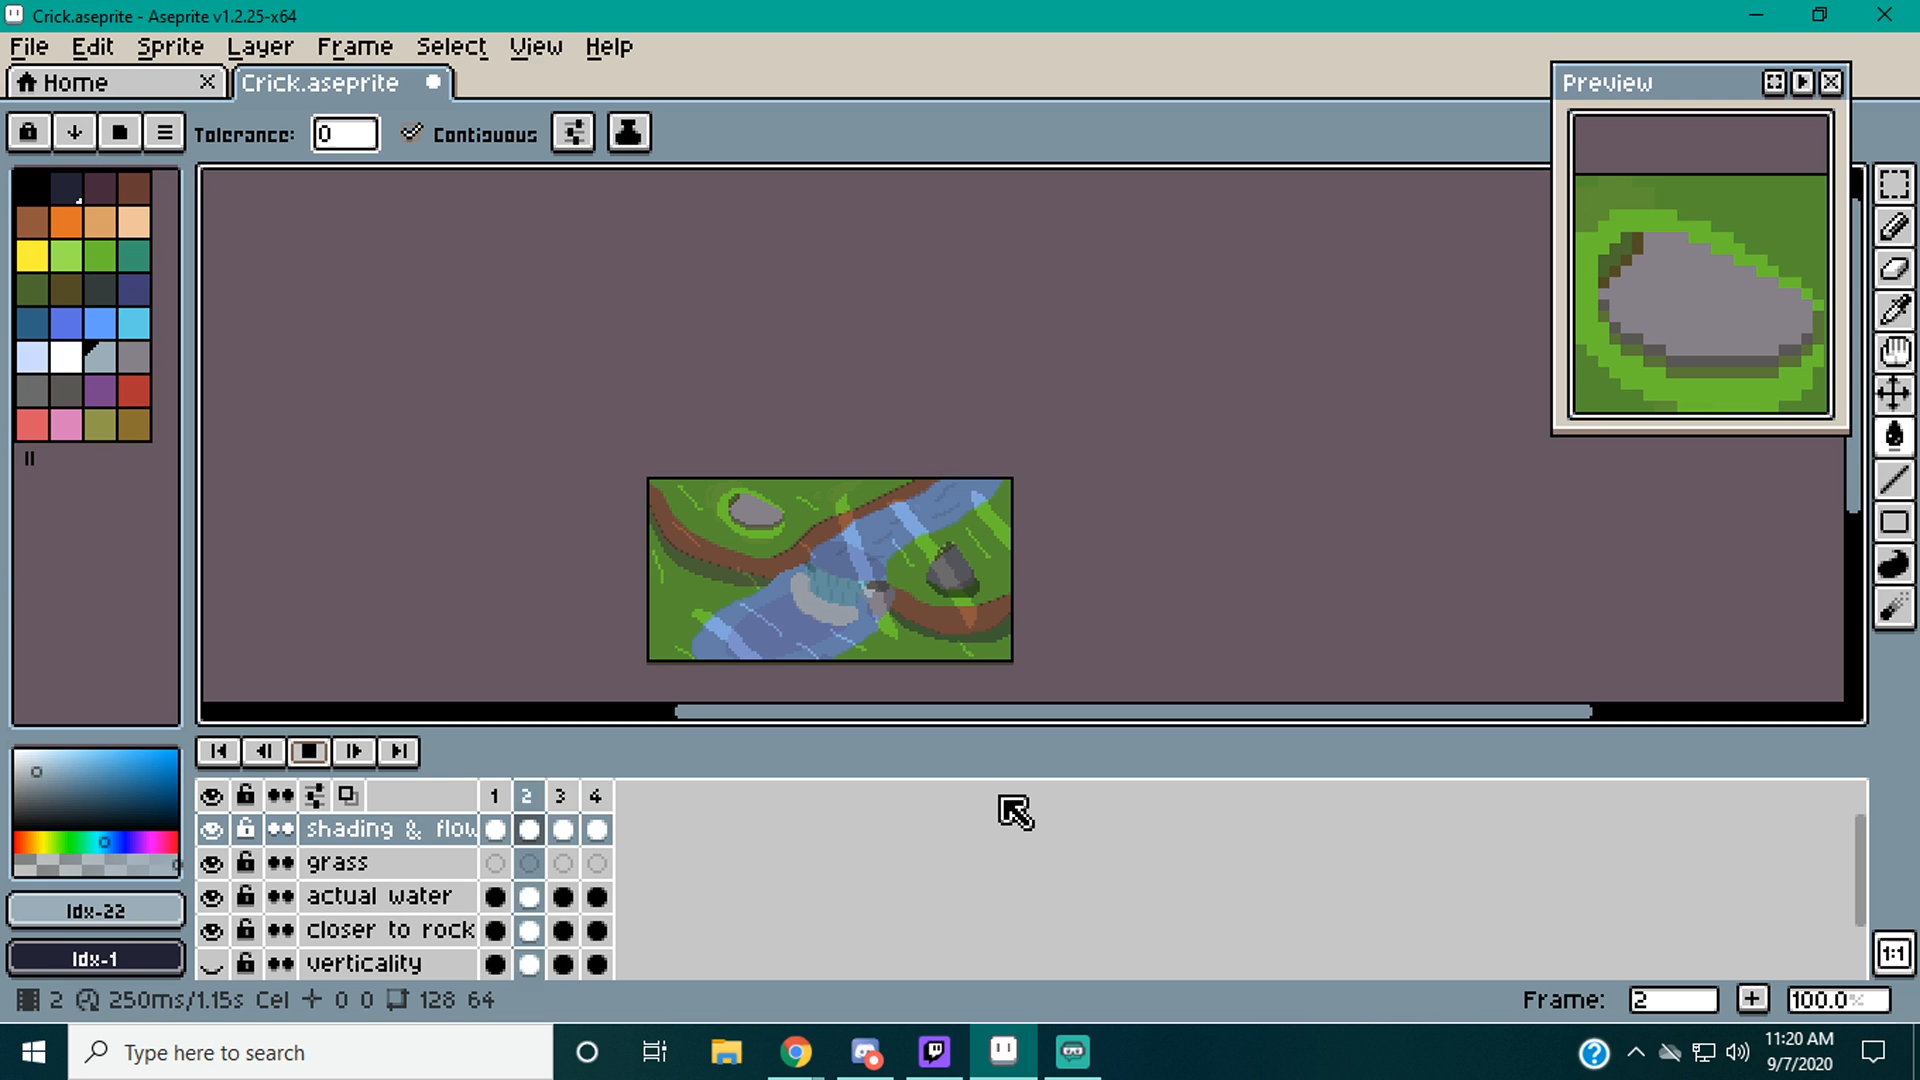 Crick.aseprite - Aseprite v1.2.25-x64
File Edit Sprite Layer Frame Select View Help
Home
Crick.aseprite
Preview
Tolerance: 0 Contiguous
1 2 3 4
shading & flow
grass
actual water
closer to rock
verticality
Idx-22
Idx-1
1:1
2 250ms/1.15s Cel 0 0 128 64
Frame: 2 + 100.0%
Type here to search
11:20 AM
9/7/2020